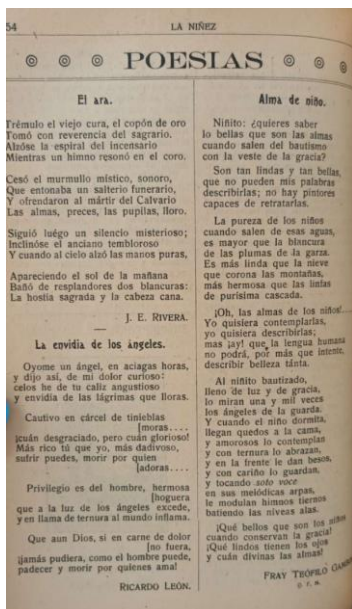 54
LA NIÑEZ
POESIAS
El ara.
Trémulo el viejo cura, el copón de oro
Tomó con reverencia del sagrario.
Alzóse la espiral del incensario
Mientras un himno resonó en el coro.
Cesó el murmullo místico, sonoro,
Que entonaba un salterio funerario,
Y ofrendaron al mártir del Calvario
Las almas, preces, las pupilas, lloro.
Siguió luégo un silencio misterioso;
Inclinóse el anciano tembloroso
Y cuando al cielo alzó las manos puras,
Apareciendo el sol de la mañana
Bañó de resplandores dos blancuras:
La hostia sagrada y la cabeza cana.
J. E. RIVERA.
La envidia de los ángeles.
Oyome un ángel, en aciagas horas,
y dijo así, de mi dolor curioso:
celos he de tu caliz angustioso
y envidia de las lágrimas que lloras.
Cautivo en cárcel de tinieblas
[moras....
¡cuán desgraciado, pero cuán glorioso!
Más rico tú que yo, más dadivoso,
sufrir puedes, morir por quien
[adoras....
Privilegio es del hombre, hermosa
[hoguera
que a la luz de los ángeles excede,
y en llama de ternura al mundo inflama.
Que aun Dios, si en carne de dolor
[no fuera,
¡jamás pudiera, como el hombre puede,
padecer y morir por quienes ama!
RICARDO LEÓN.
Alma de niño.
Niñito: ¿quieres saber
lo bellas que son las almas
cuando salen del bautismo
con la veste de la gracia?
Son tan lindas y tan bellas,
que no pueden mis palabras
describirlas; no hay pintores
capaces de retratarlas.
La pureza de los niños
cuando salen de esas aguas,
es mayor que la blancura
de las plumas de la garza.
Es más linda que la nieve
que corona las montañas,
más hermosa que las linfas
de purísima cascada.
¡Oh, las almas de los niños!...
Yo quisiera contemplarlas,
yo quisiera describirlas;
mas ¡ay! que la lengua humana
no podrá, por más que intente,
describir belleza tánta.
Al niñito bautizado,
lleno de luz y de gracia,
lo miran una y mil veces
los ángeles de la guarda.
Y cuando el niño dormita,
llegan quedos a la cama,
y amorosos lo contemplan
y con ternura lo abrazan,
y en la frente le dan besos,
y con cariño lo guardan,
y tocando soto voce
en sus melódicas arpas,
le modulan himnos tiernos
batiendo las niveas alas.
¡Qué bellos que son los niños
cuando conservan la gracia!
¡Qué lindos tienen los ojos
y cuán divinas las almas!
FRAY TEÓFILO